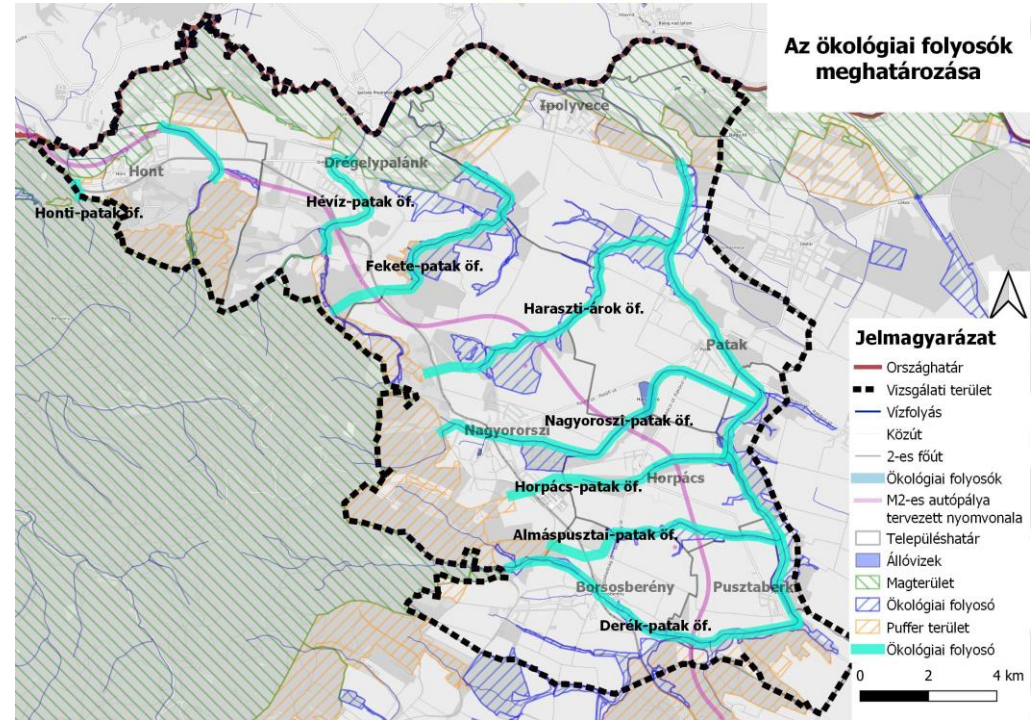 Az ökológiai folyosók
meghatározása
Ipolyvece
Hont
Drégelypalánk
Honti-patak öf.
Hévíz-patak öf.
Fekete-patak öf.
Haraszti-árok öf.
Patak
Nagyoroszi-patak öf.
Nagyororszi
Horpács-patak öf.
Horpács
Almáspusztai-patak öf.
Borsosberény
Pusztaberki
Derék-patak öf.
Jelmagyarázat
Országhatár
Vizsgálati terület
Vízfolyás
Közút
2-es főút
Ökológiai folyosók
M2-es autópálya
tervezett nyomvonala
Településhatár
Állóvizek
Magterület
Ökológiai folyosó
Puffer terület
Ökológiai folyosó
0 2 4 km